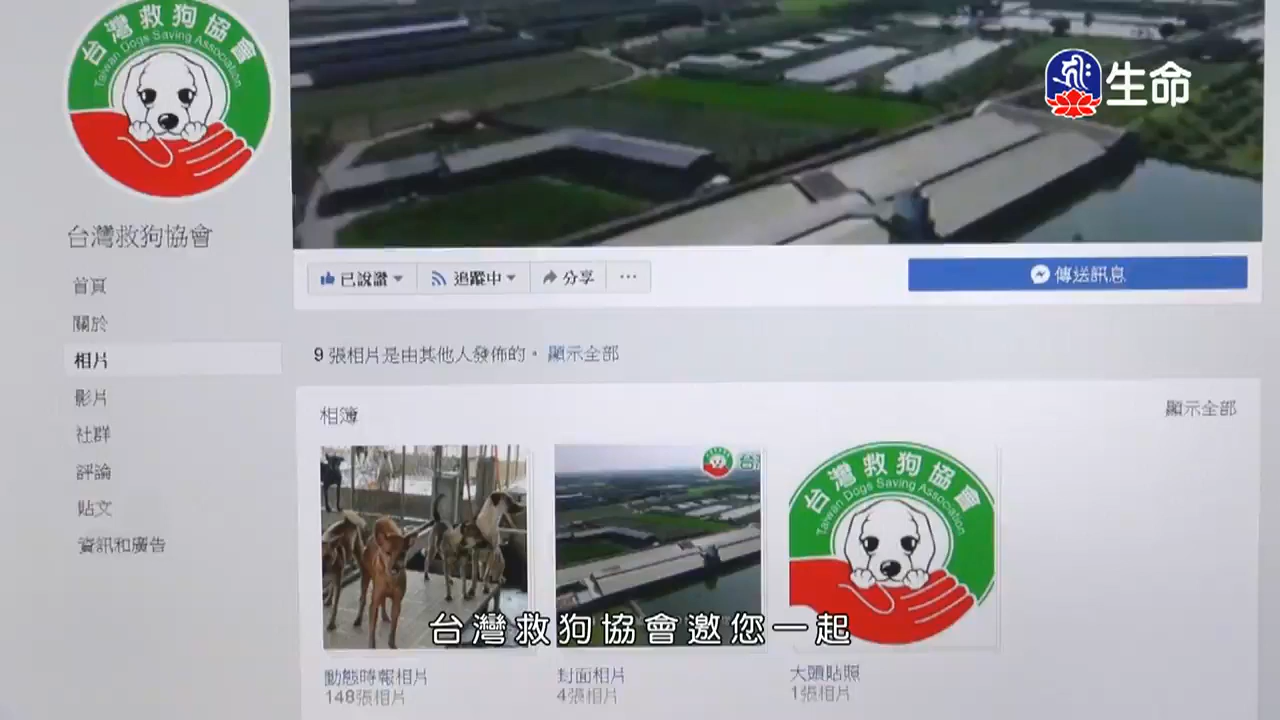 台灣救狗協會
Taiwan Dogs Saving Association
生命
台灣救狗協會
首頁
關於
相片
影片
社群
評論
貼文
資訊和廣告
已說讚
追蹤中
分享
傳送訊息
9 張相片是由其他人發佈的。 顯示全部
相簿
顯示全部
台灣救狗協會
Taiwan Dogs Saving Association
台灣救狗協會邀您一起
動態時報相片
148張相片
封面相片
4張相片
大頭貼照
1張相片